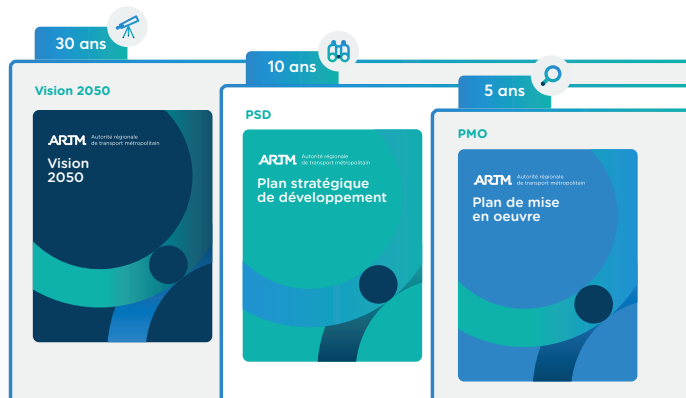 30 ans
Vision 2050
ARTM Autorité régionale
de transport métropolitain
Vision
2050
10 ans
PSD
ARTM Autorité régionale
de transport métropolitain
Plan stratégique
de développement
5 ans
PMO
ARTM Autorité régionale
de transport métropolitain
Plan de mise
en oeuvre